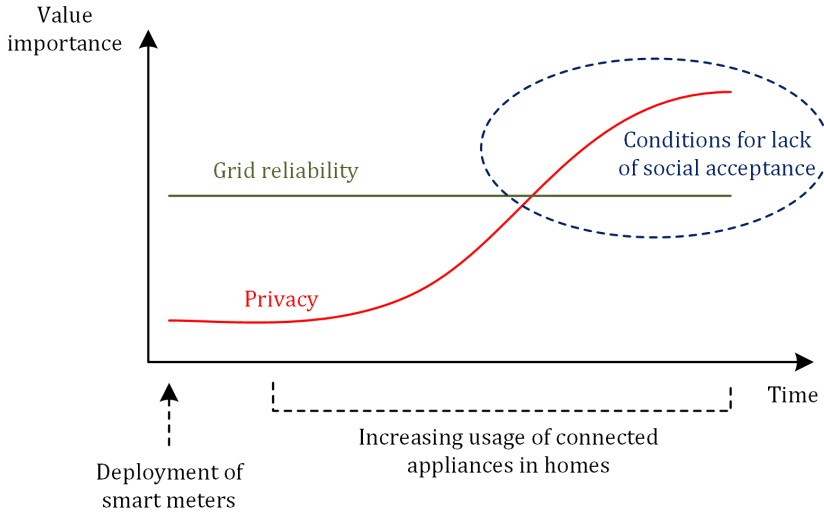 Value
importance
Grid reliability
Conditions for lack
of social acceptance
Privacy
Time
Increasing usage of connected
appliances in homes
Deployment of
smart meters